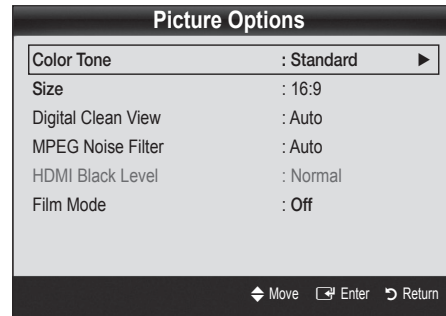 Picture Options
Color Tone : Standard ►
Size : 16:9
Digital Clean View : Auto
MPEG Noise Filter : Auto
HDMI Black Level : Normal
Film Mode : Off
Move Enter Return